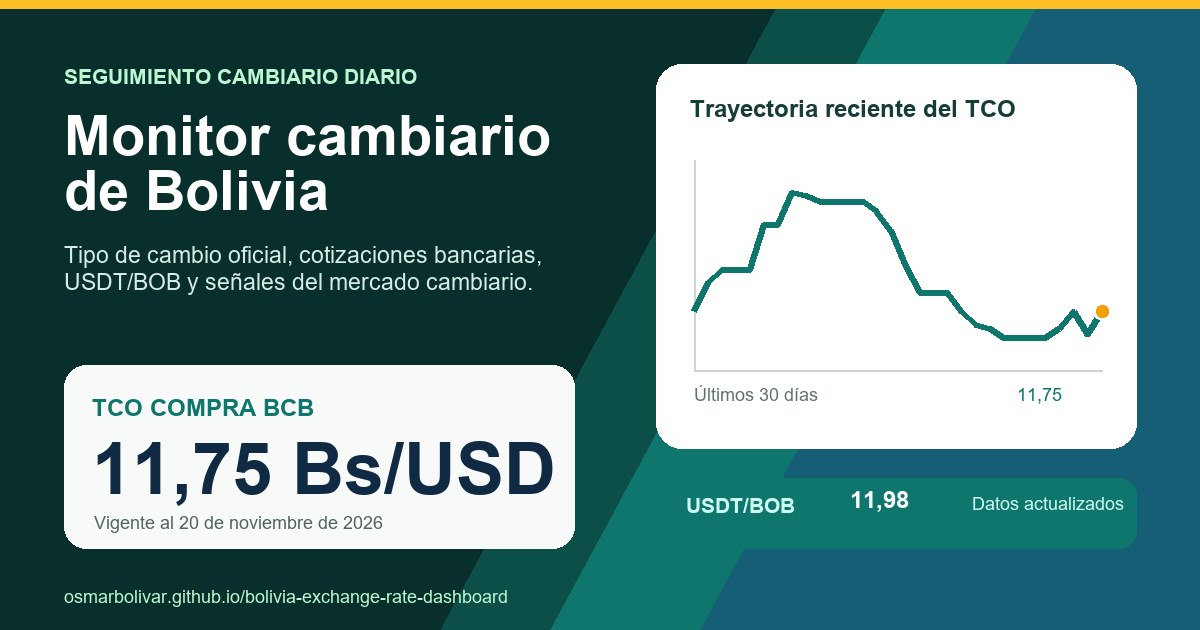 SEGUIMIENTO CAMBIARIO DIARIO
Monitor cambiario
de Bolivia
Tipo de cambio oficial, cotizaciones bancarias,
USDT/BOB y señales del mercado cambiario.
TCO COMPRA BCB
11,75 Bs/USD
Vigente al 20 de noviembre de 2026
osmarbolivar.github.io/bolivia-exchange-rate-dashboard
Trayectoria reciente del TCO
Últimos 30 días
11,75
USDT/BOB
11,98
Datos actualizados